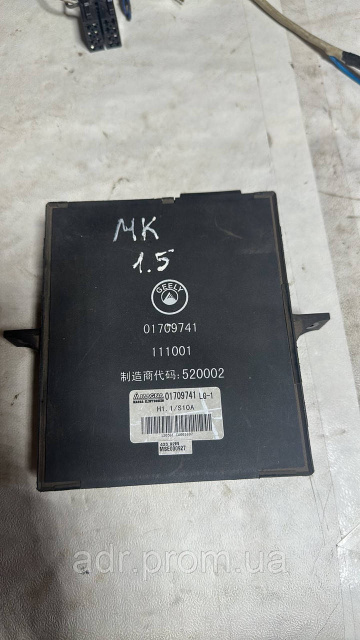 MK
1.5
GEELY
01709741
111001
制造商代码:520002
01709741 LG-1
H1.1/S10A
adr.prom.ua